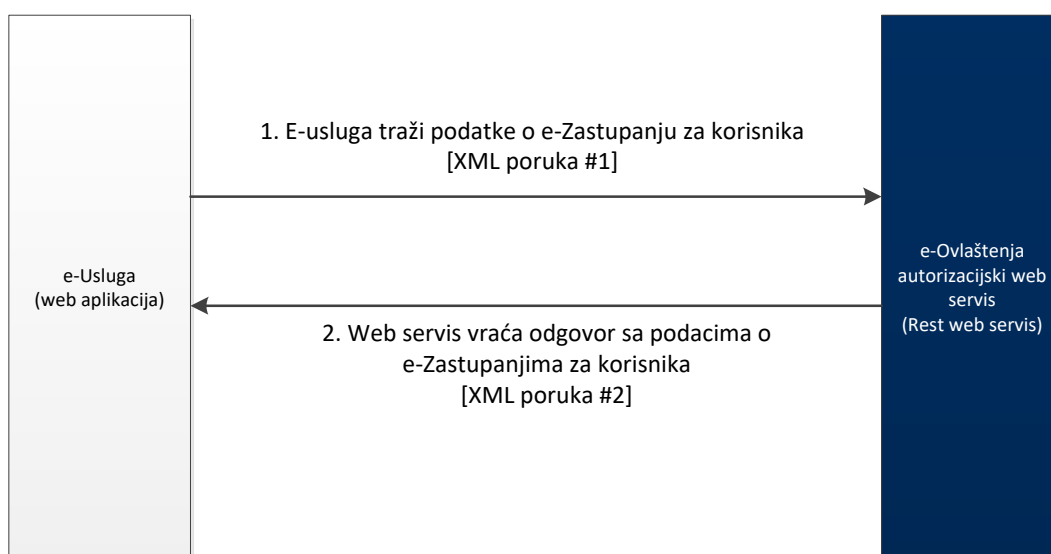 1. E-usluga traži podatke o e-Zastupanju za korisnika
[XML poruka #1]
e-Usluga
(web aplikacija)
e-Ovlaštenja
autorizacijski web
servis
(Rest web servis)
2. Web servis vraća odgovor sa podacima o
e-Zastupanjima za korisnika
[XML poruka #2]